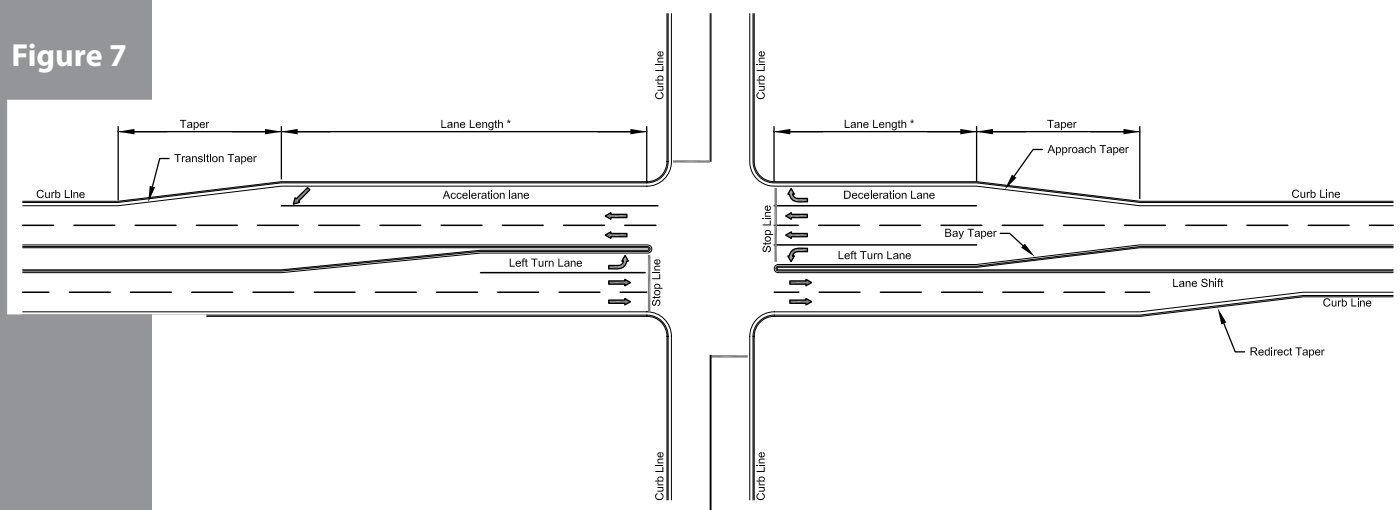 Figure 7
Curb Line
Curb Line
Taper
Lane Length *
Lane Length *
Taper
Transition Taper
Approach Taper
Curb Line
Acceleration lane
Deceleration Lane
Curb Line
Stop Line
Bay Taper
Left Turn Lane
Left Turn Lane
Stop Line
Lane Shift
Curb Line
Redirect Taper
Curb Line
Curb Line